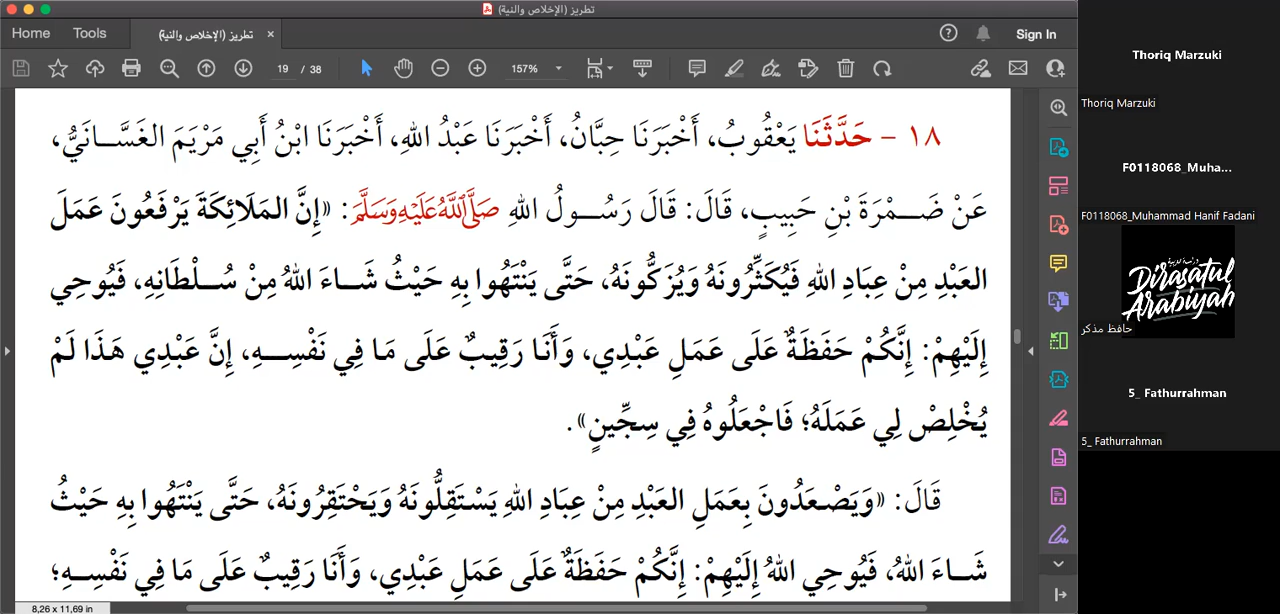 تطريز (الإخلاص والنية)
Home Tools تطريز (الإخلاص والنية) × Sign In
19 / 38 157%
١٨ - حَدَّثَنَا يَعْقُوبُ، أَخْبَرَنَا حِبَّانُ، أَخْبَرَنَا عَبْدُ اللهِ، أَخْبَرَنَا ابْنُ أَبِي مَرْيَمَ الغَسَّانَيُّ،
عَنْ ضَمْرَةَ بْنِ حَبِيبٍ، قَالَ: قَالَ رَسُولُ اللهِ صَلَّى اللَّهُ عَلَيْهِ وَسَلَّمَ: «إِنَّ المَلَائِكَةَ يَرْفَعُونَ عَمَلَ
العَبْدِ مِنْ عِبَادِ اللهِ فَيُكَثِّرُونَهُ وَيُزَكُّونَهُ، حَتَّى يَنْتَهُوا بِهِ حَيْثُ شَاءَ اللهُ مِنْ سُلْطَانِهِ، فَيُوحِي
إِلَيْهِمْ: إِنَّكُمْ حَفَظَةٌ عَلَى عَمَلِ عَبْدِي، وَأَنَا رَقِيبٌ عَلَى مَا فِي نَفْسِهِ، إِنَّ عَبْدِي هَذَا لَمْ
يُخْلِصْ لِي عَمَلَهُ؛ فَاجْعَلُوهُ فِي سِجِّينٍ».
قَالَ: «وَيَصْعَدُونَ بِعَمَلِ العَبْدِ مِنْ عِبَادِ اللهِ يَسْتَقِلُّونَهُ وَيَحْتَقِرُونَهُ، حَتَّى يَنْتَهُوا بِهِ حَيْثُ
شَاءَ اللهُ، فَيُوحِي اللهُ إِلَيْهِمْ: إِنَّكُمْ حَفَظَةٌ عَلَى عَمَلِ عَبْدِي، وَأَنَا رَقِيبٌ عَلَى مَا فِي نَفْسِهِ؛
8,26 x 11,69 in
Thoriq Marzuki
Thoriq Marzuki
F0118068_Muha...
F0118068_Muhammad Hanif Fadani
دراسة عربية
Dirasatul
Arabiyah
حافظ مذكر
5_ Fathurrahman
5_ Fathurrahman